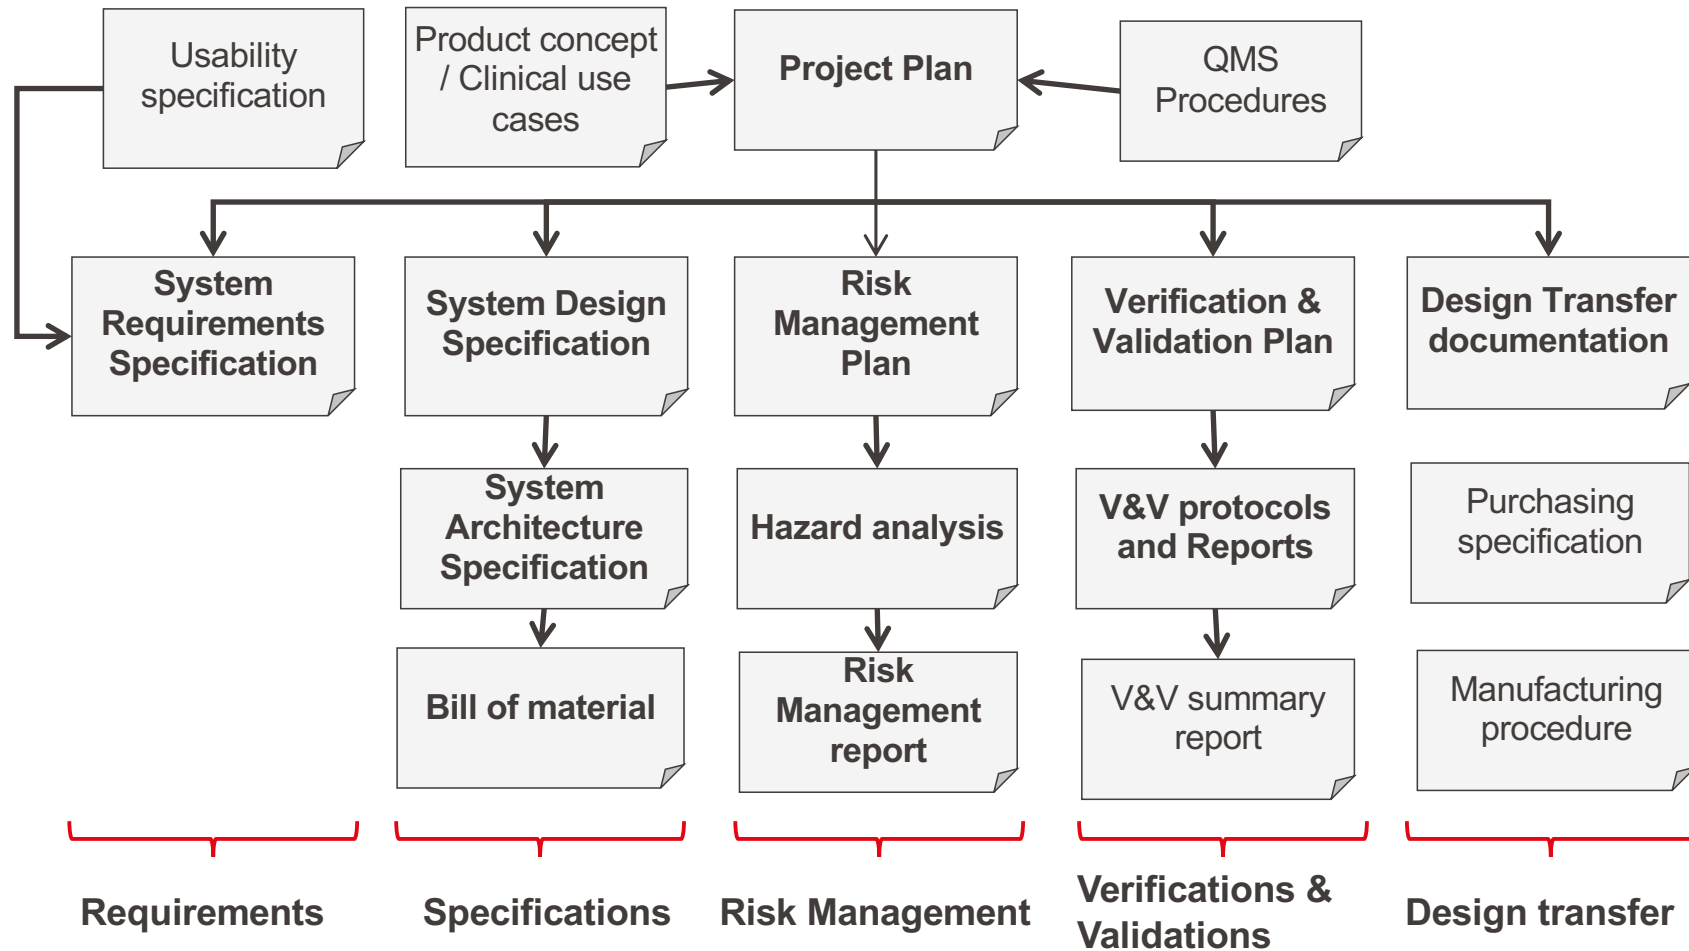 Usability
specification
Product concept
/ Clinical use
cases
Project Plan
QMS
Procedures
System
Requirements
Specification
System Design
Specification
Risk
Management
Plan
Verification &
Validation Plan
Design Transfer
documentation
System
Architecture
Specification
Hazard analysis
V&V protocols
and Reports
Purchasing
specification
Bill of material
Risk
Management
report
V&V summary
report
Manufacturing
procedure
Requirements
Specifications
Risk Management
Verifications &
Validations
Design transfer